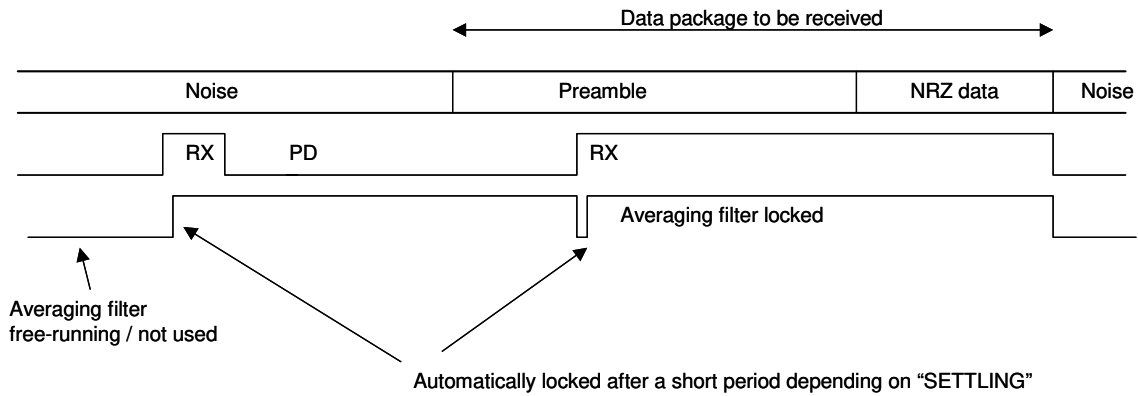 Data package to be received
Noise
Preamble
NRZ data
Noise
RX
PD
RX
Averaging filter locked
Averaging filter
free-running / not used
Automatically locked after a short period depending on “SETTLING”